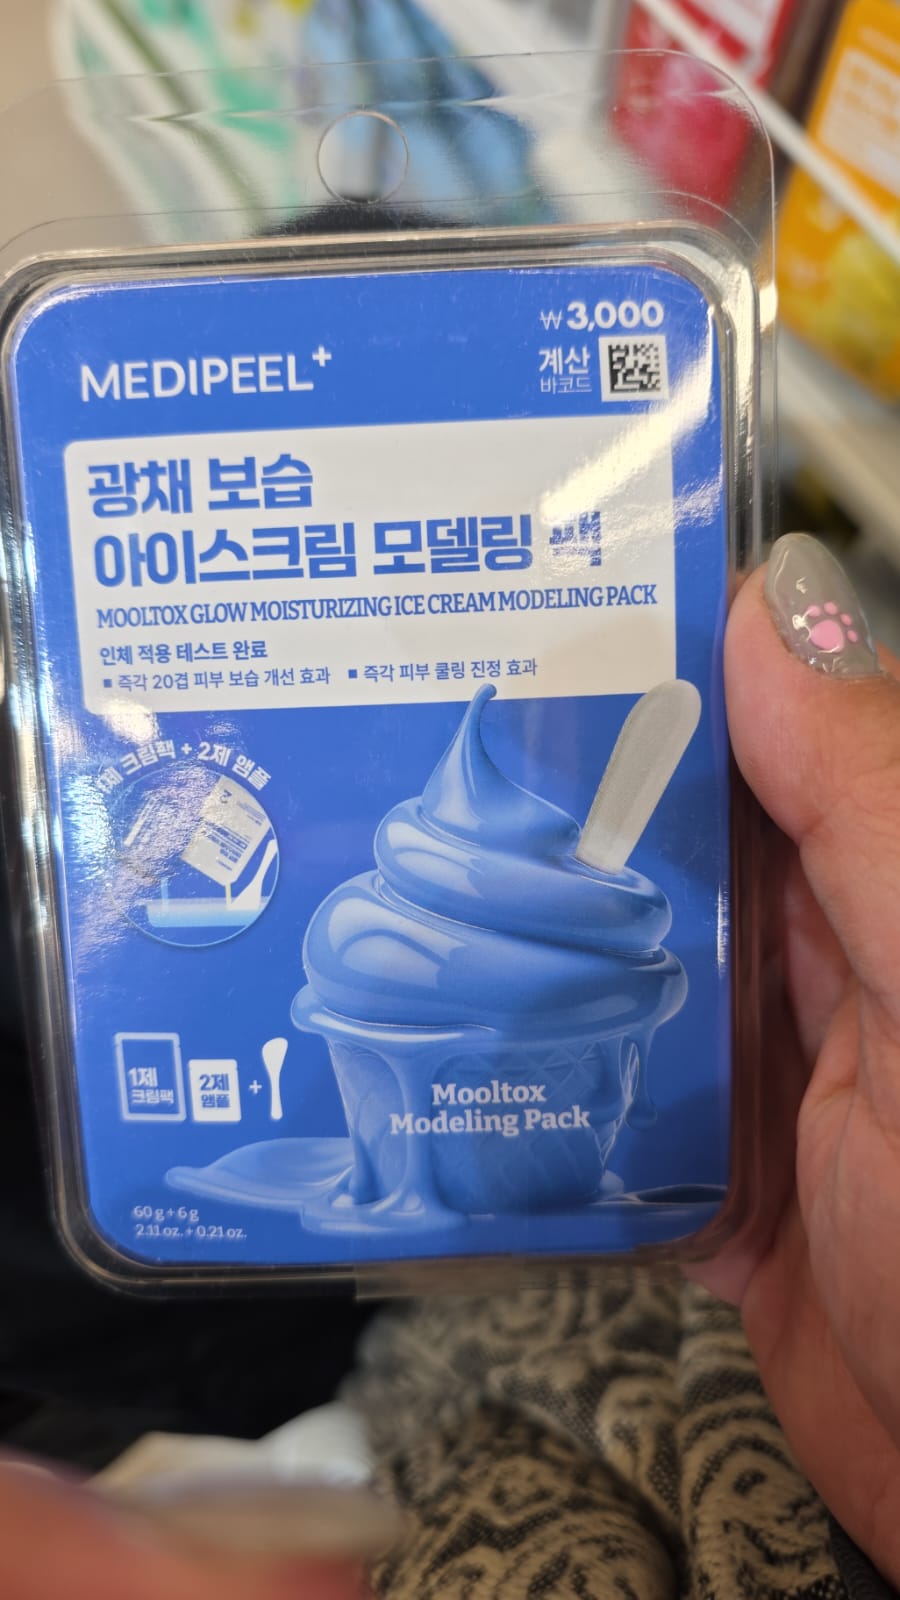 ₩3,000
MEDIPEEL+
계산
바코드
광채 보습
아이스크림 모델링 팩
MOOLTOX GLOW MOISTURIZING ICE CREAM MODELING PACK
인체 적용 테스트 완료
■ 즉각 20겹 피부 보습 개선 효과 ■ 즉각 피부 쿨링 진정 효과
크림팩 + 2제 앰플
2
1제
크림팩
2제
앰플
+
Mooltox
Modeling Pack
60 g + 6 g
2.11 oz. + 0.21 oz.